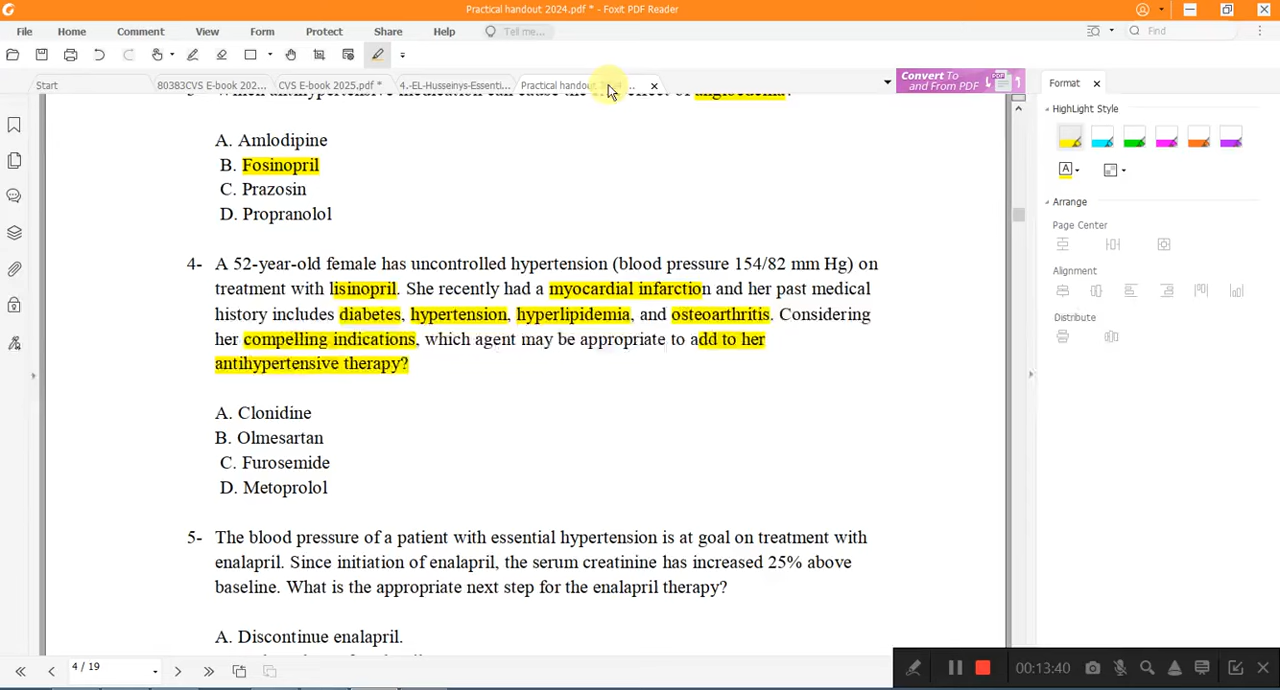 Practical handout 2024.pdf * - Foxit PDF Reader
File Home Comment View Form Protect Share Help Tell me... Find
Start 80383CVS E-book 202... CVS E-book 2025.pdf * 4.-EL-Husseinys-Essenti... Practical handout
Convert To
and From PDF
Format
HighLight Style
Arrange
Page Center
Alignment
Distribute
A. Amlodipine
B. Fosinopril
C. Prazosin
D. Propranolol
4- A 52-year-old female has uncontrolled hypertension (blood pressure 154/82 mm Hg) on
treatment with lisinopril. She recently had a myocardial infarction and her past medical
history includes diabetes, hypertension, hyperlipidemia, and osteoarthritis. Considering
her compelling indications, which agent may be appropriate to add to her
antihypertensive therapy?
A. Clonidine
B. Olmesartan
C. Furosemide
D. Metoprolol
5- The blood pressure of a patient with essential hypertension is at goal on treatment with
enalapril. Since initiation of enalapril, the serum creatinine has increased 25% above
baseline. What is the appropriate next step for the enalapril therapy?
A. Discontinue enalapril.
4 / 19
00:13:40